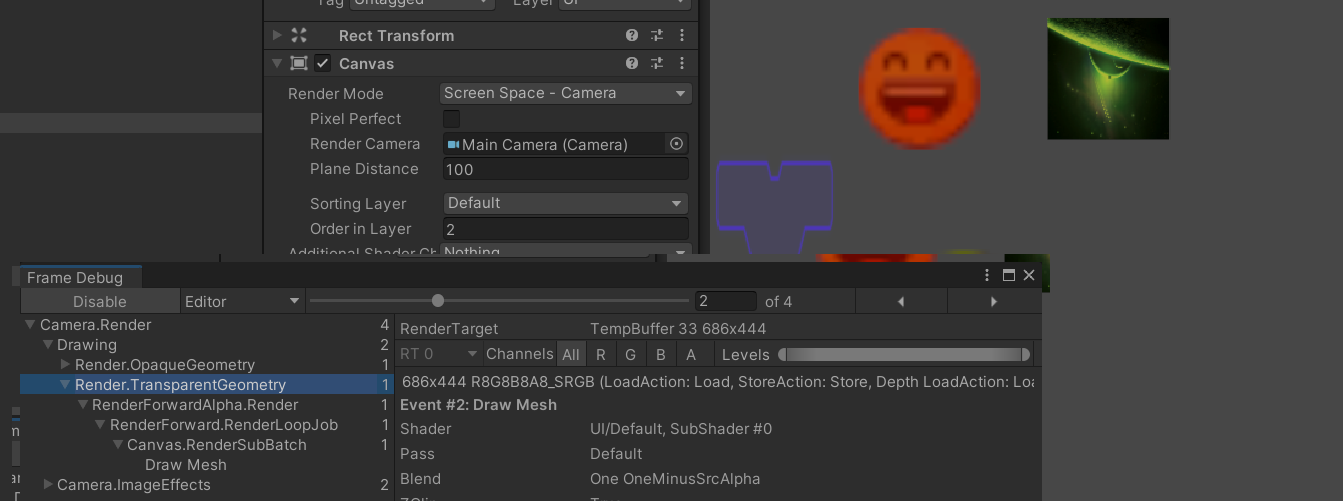 Tag Untagged Layer UI
Rect Transform
Canvas
Render Mode Screen Space - Camera
Pixel Perfect
Render Camera Main Camera (Camera)
Plane Distance 100
Sorting Layer Default
Order in Layer 2
Additional Shader Ch Nothing
Frame Debug
Disable Editor 2 of 4
Camera.Render 4
Drawing 2
Render.OpaqueGeometry 1
Render.TransparentGeometry 1
RenderForwardAlpha.Render 1
RenderForward.RenderLoopJob 1
Canvas.RenderSubBatch 1
Draw Mesh
Camera.ImageEffects 2
RenderTarget TempBuffer 33 686x444
RT 0 Channels All R G B A Levels
686x444 R8G8B8A8_SRGB (LoadAction: Load, StoreAction: Store, Depth LoadAction: Loa
Event #2: Draw Mesh
Shader UI/Default, SubShader #0
Pass Default
Blend One OneMinusSrcAlpha
ZClip True